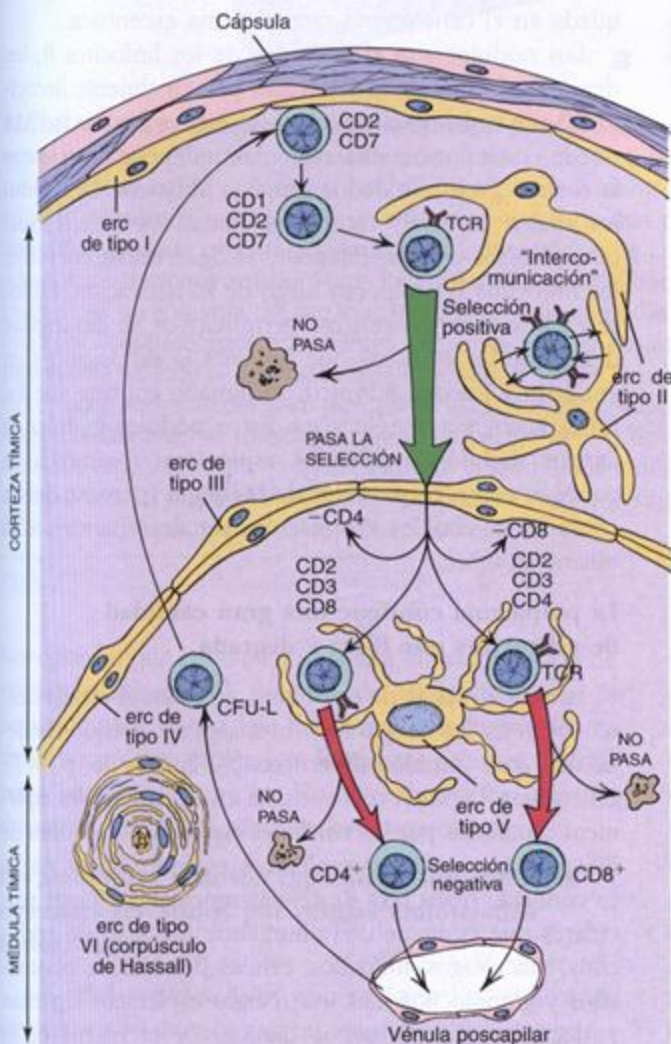 Cápsula
CD2
CD7
CD1
CD2
CD7
erc
de tipo I
TCR
"Interco-
municación"
Selección
positiva
NO
PASA
erc de
tipo II
PASA LA
SELECCIÓN
CORTEZA TÍMICA
erc de
tipo III
−CD4
−CD8
CD2
CD3
CD8
CD2
CD3
CD4
TCR
CFU-L
erc de
tipo IV
NO
PASA
erc de
tipo V
NO
PASA
CD4+
Selección
negativa
CD8+
MÉDULA TÍMICA
erc de tipo
VI (corpúsculo
de Hassall)
Vénula poscapilar